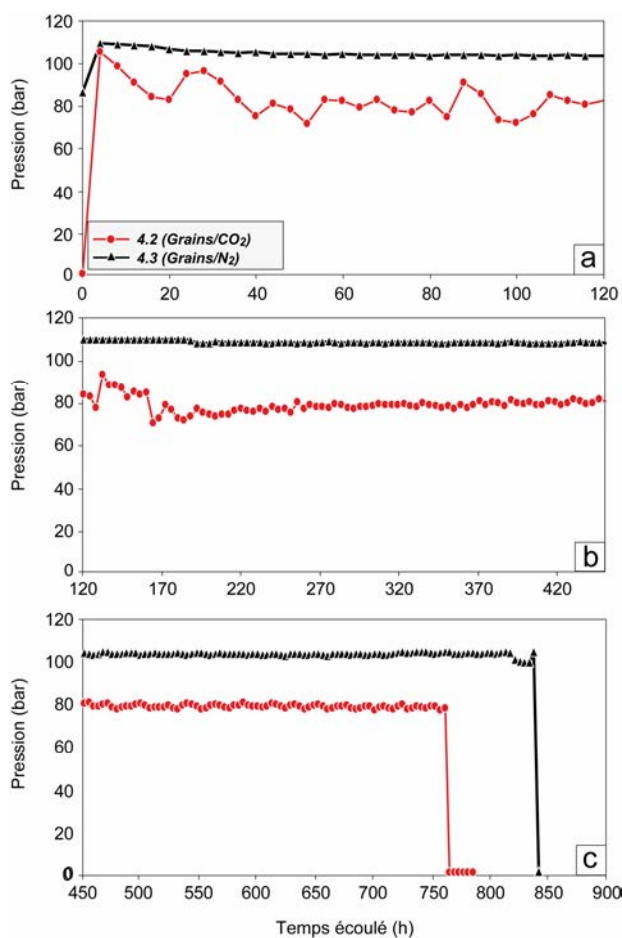 120
100
80
60
40
20
0
Pression (bar)
4.2 (Grains/CO₂)
4.3 (Grains/N₂)
a
0 20 40 60 80 100 120
120
100
80
60
40
20
0
Pression (bar)
b
120 170 220 270 320 370 420
120
100
80
60
40
20
0
Pression (bar)
c
450 500 550 600 650 700 750 800 850 900
Temps écoulé (h)